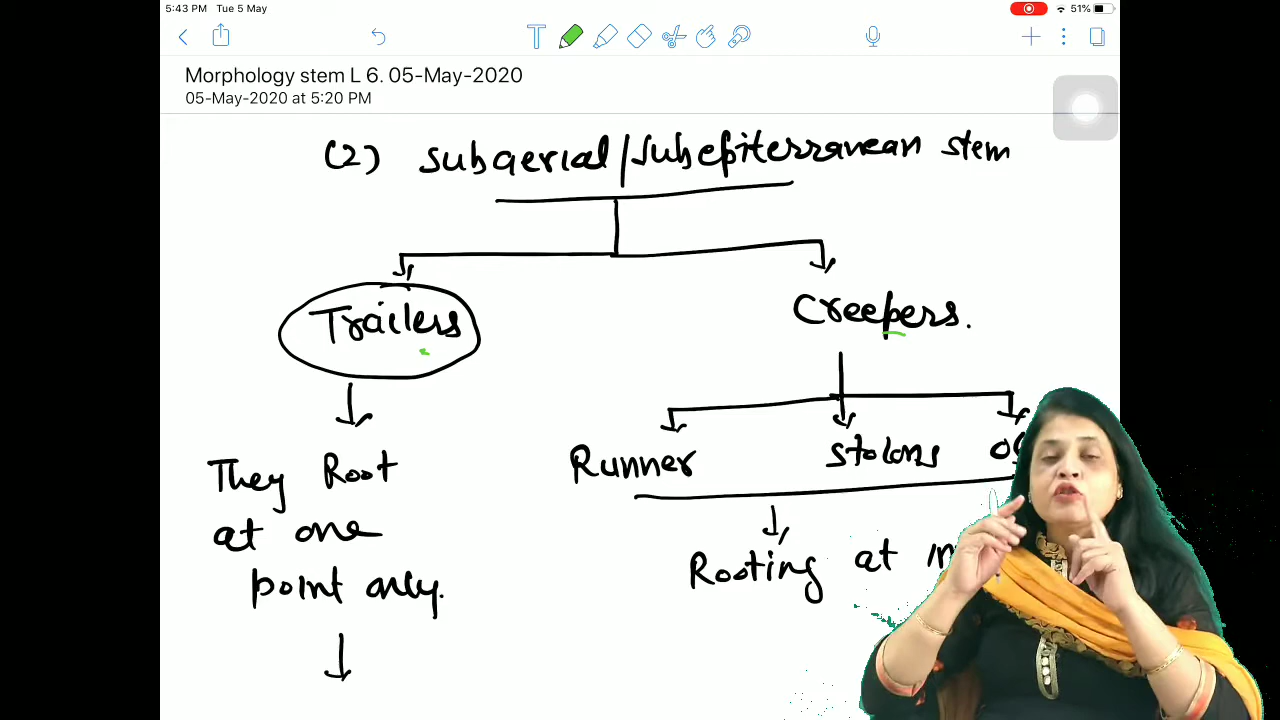 5:43 PM Tue 5 May
51%
T
Morphology stem L 6. 05-May-2020
05-May-2020 at 5:20 PM
(2) subaerial/subepiterranean stem
Trailers
Creepers.
Runner stolons
They Root
at one
point only.
Rooting at